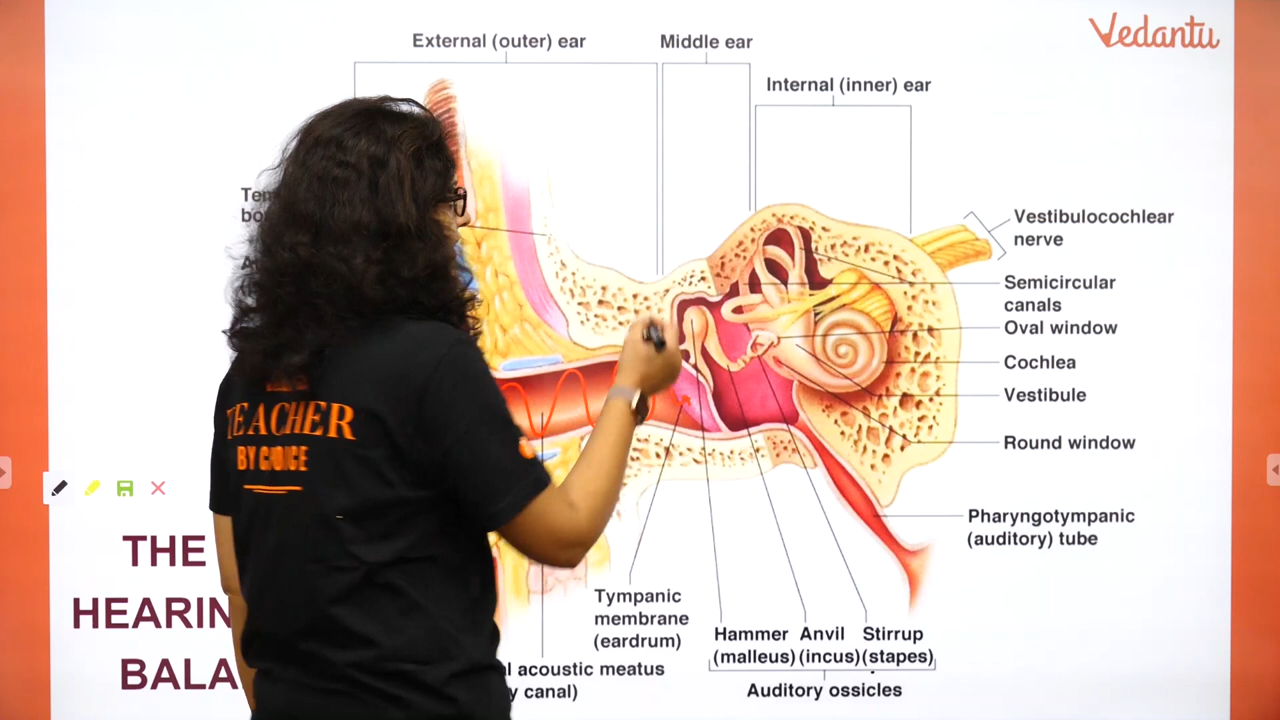 Vedantu
External (outer) ear
Middle ear
Internal (inner) ear
Vestibulocochlear
nerve
Semicircular
canals
Oval window
Cochlea
Vestibule
Round window
Pharyngotympanic
(auditory) tube
TEACHER
BY CHOICE
THE
Tympanic
membrane
(eardrum)
Hammer
(malleus)
Anvil
(incus)
Stirrup
(stapes)
Auditory ossicles
acoustic meatus
canal)